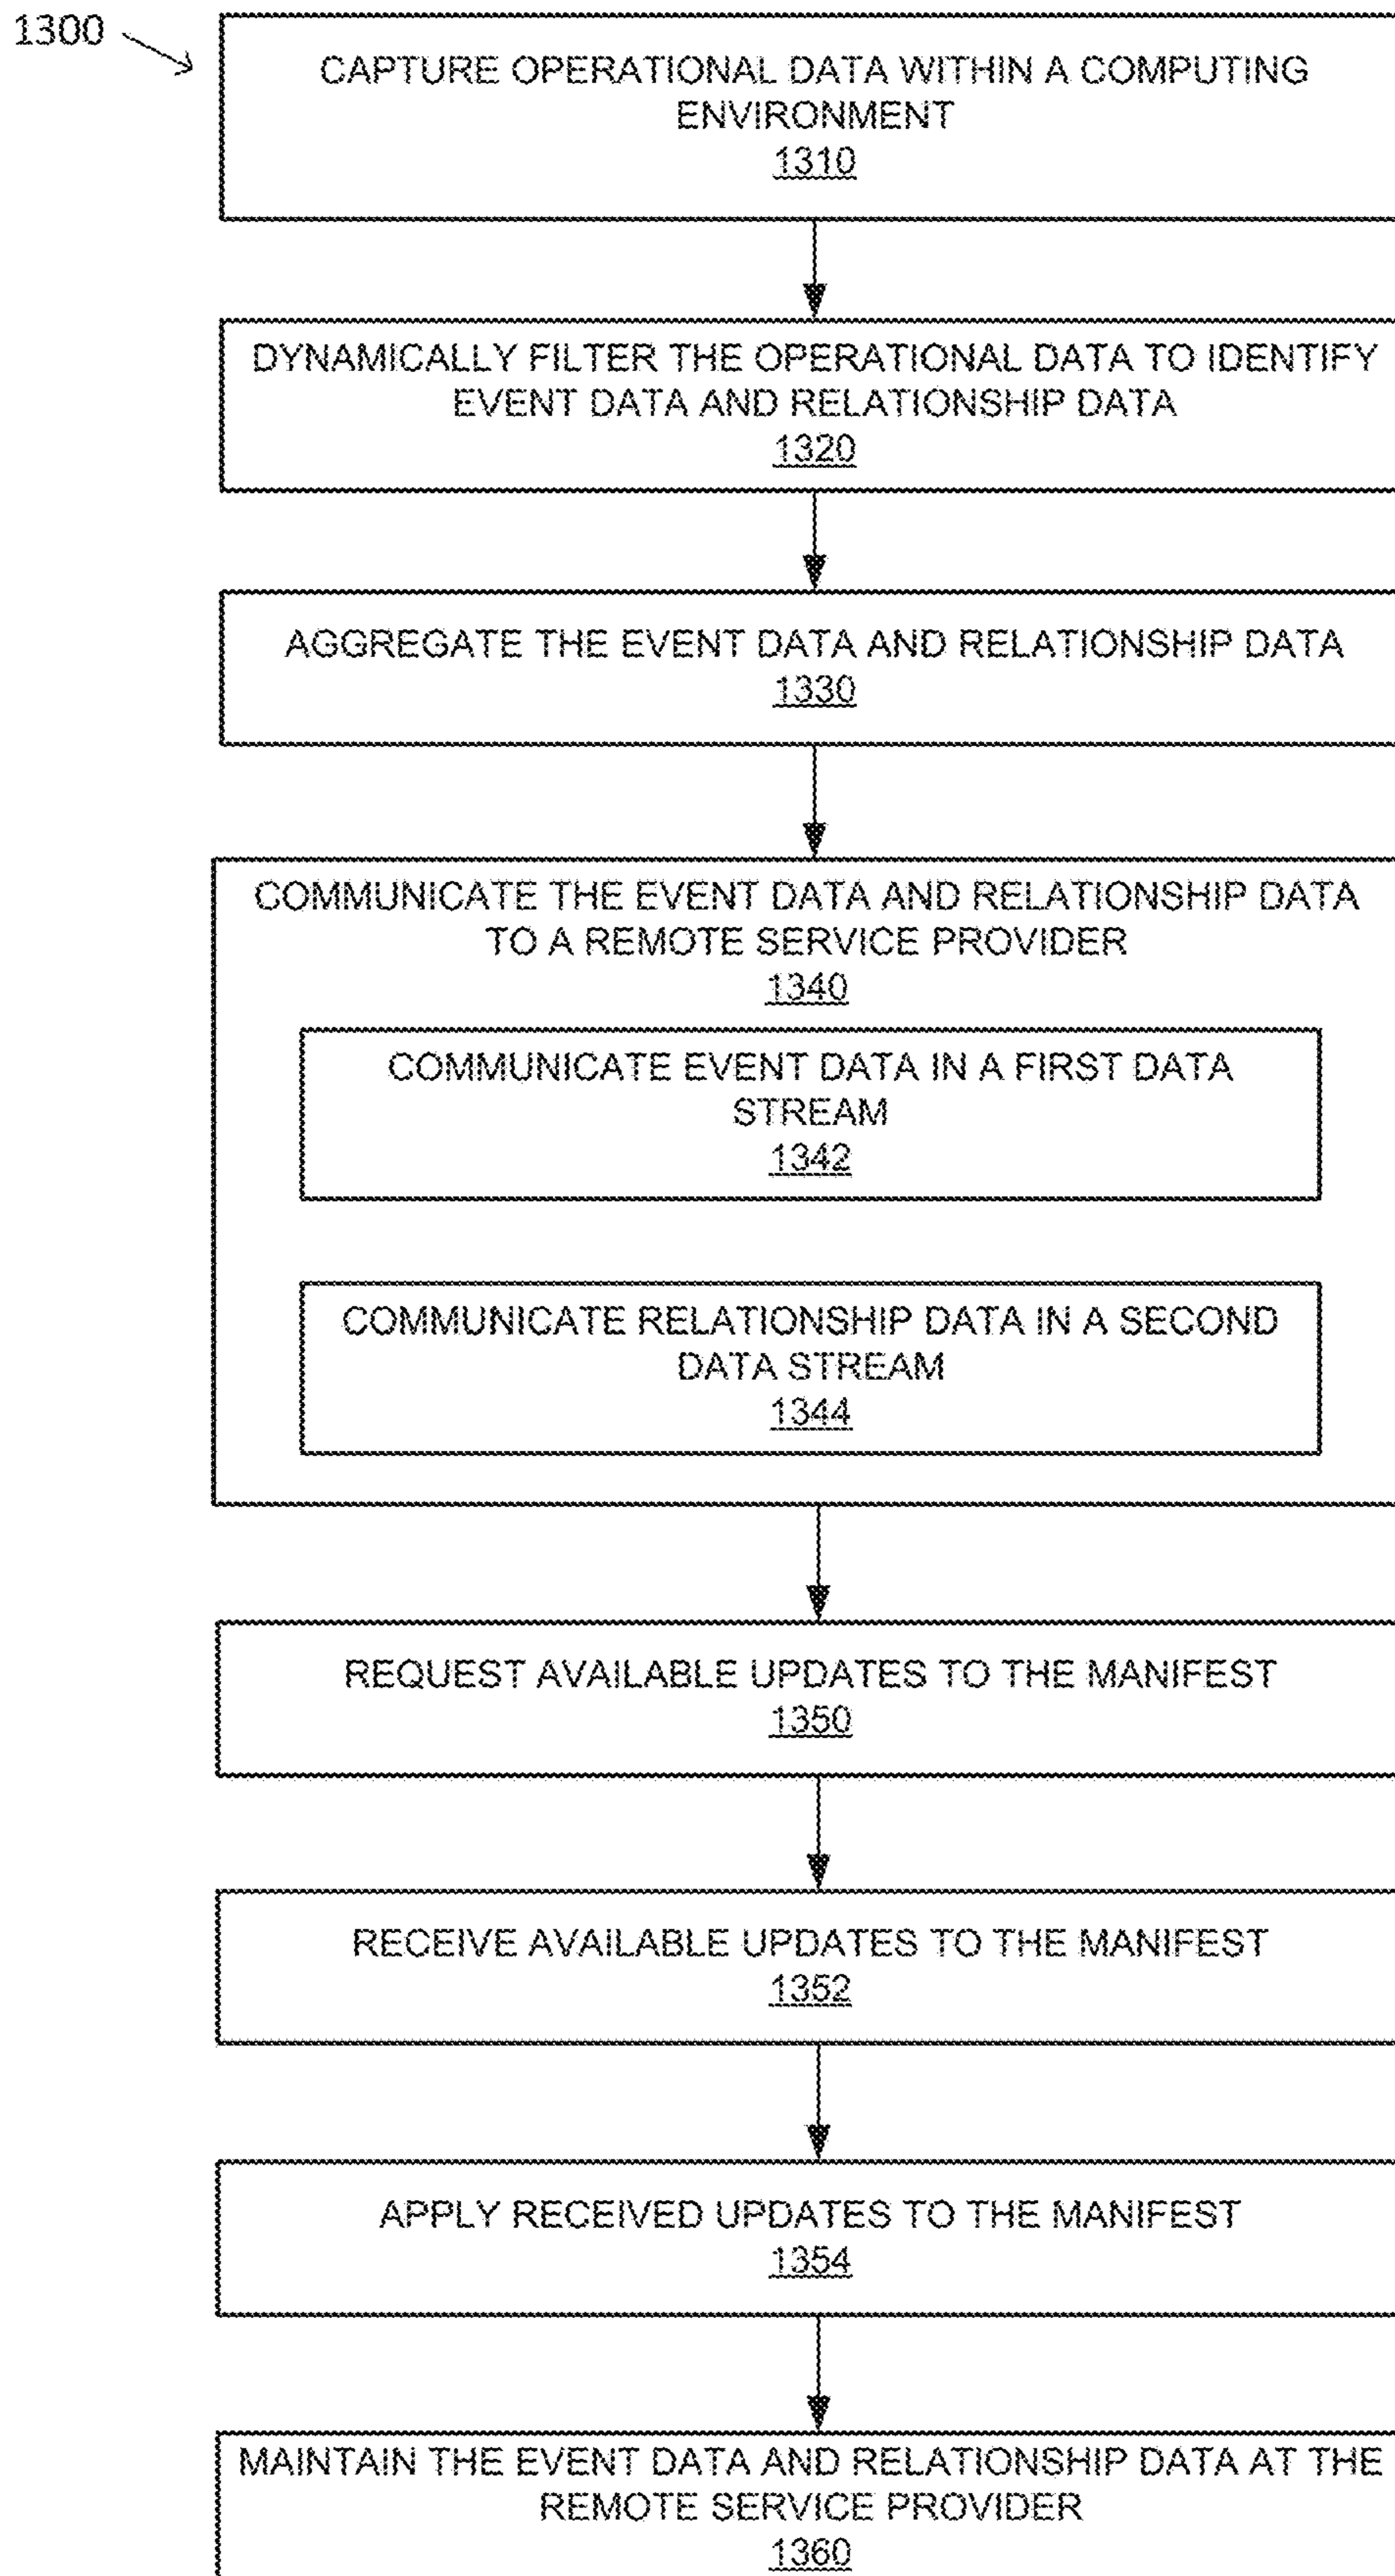 1300
CAPTURE OPERATIONAL DATA WITHIN A COMPUTING
ENVIRONMENT
1310
DYNAMICALLY FILTER THE OPERATIONAL DATA TO IDENTIFY
EVENT DATA AND RELATIONSHIP DATA
1320
AGGREGATE THE EVENT DATA AND RELATIONSHIP DATA
1330
COMMUNICATE THE EVENT DATA AND RELATIONSHIP DATA
TO A REMOTE SERVICE PROVIDER
1340
COMMUNICATE EVENT DATA IN A FIRST DATA
STREAM
1342
COMMUNICATE RELATIONSHIP DATA IN A SECOND
DATA STREAM
1344
REQUEST AVAILABLE UPDATES TO THE MANIFEST
1350
RECEIVE AVAILABLE UPDATES TO THE MANIFEST
1352
APPLY RECEIVED UPDATES TO THE MANIFEST
1354
MAINTAIN THE EVENT DATA AND RELATIONSHIP DATA AT THE
REMOTE SERVICE PROVIDER
1360